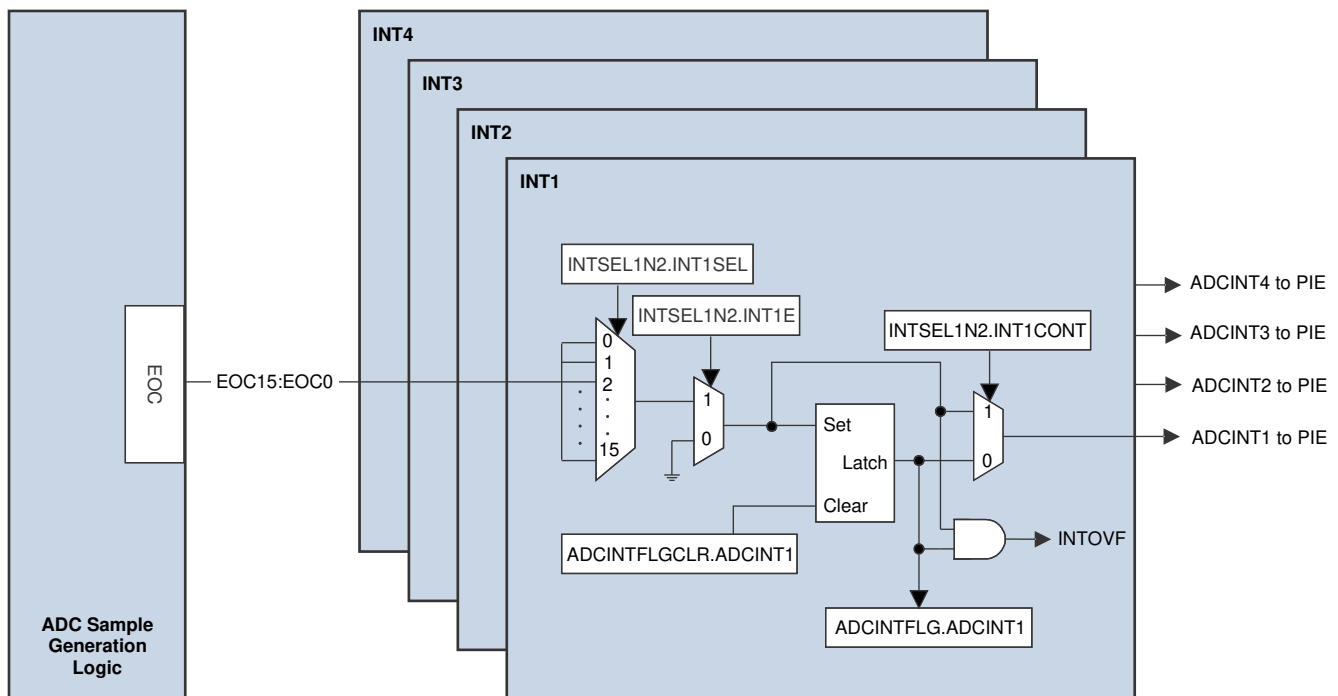 INT4
INT3
INT2
INT1
INTSEL1N2.INT1SEL
INTSEL1N2.INT1E
INTSEL1N2.INT1CONT
ADCINT4 to PIE
ADCINT3 to PIE
ADCINT2 to PIE
ADCINT1 to PIE
EOC
EOC15:EOC0
0
1
2
15
1
0
Set
Latch
Clear
1
0
ADCINTFLGCLR.ADCINT1
INTOVF
ADCINTFLG.ADCINT1
ADC Sample
Generation
Logic